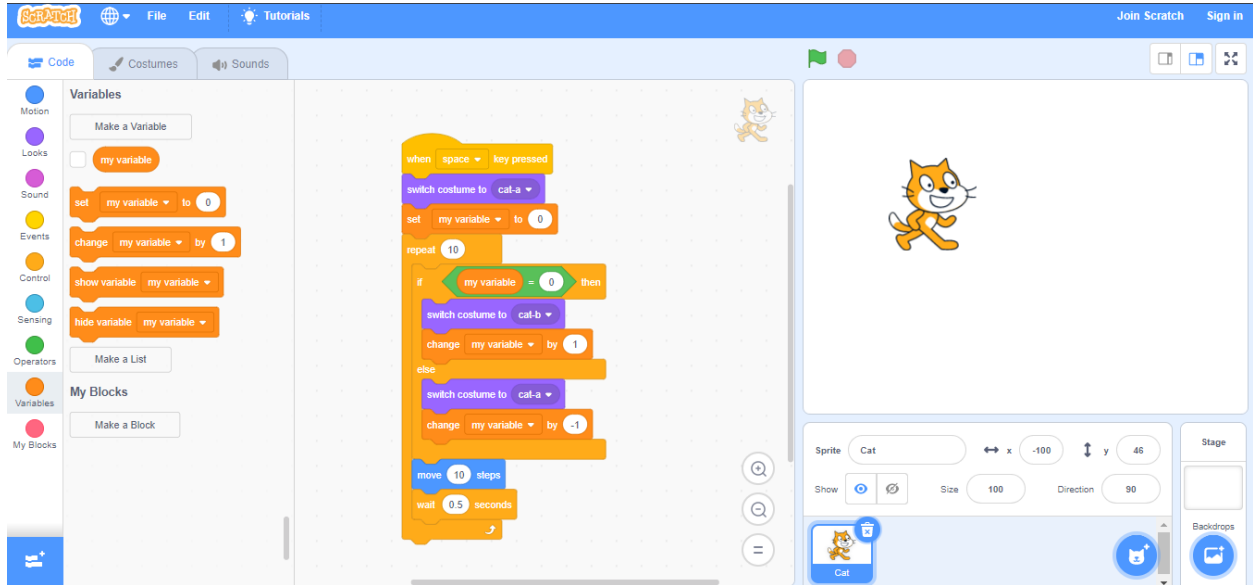 SCRATCH File Edit Tutorials Join Scratch Sign in
Code Costumes Sounds
Motion
Looks
Sound
Events
Control
Sensing
Operators
Variables
My Blocks
Variables
Make a Variable
my variable
set my variable to 0
change my variable by 1
show variable my variable
hide variable my variable
Make a List
My Blocks
Make a Block
when space key pressed
switch costume to cat-a
set my variable to 0
repeat 10
if my variable = 0 then
switch costume to cat-b
change my variable by 1
else
switch costume to cat-a
change my variable by -1
move 10 steps
wait 0.5 seconds
Sprite Cat x -100 y 46
Show Size 100 Direction 90
Cat
Stage
Backdrops